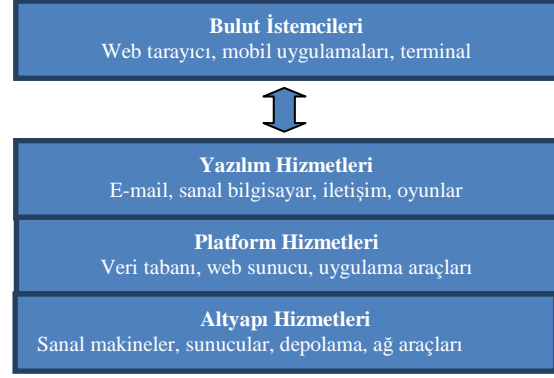 Bulut İstemcileri
Web tarayıcı, mobil uygulamaları, terminal
Yazılım Hizmetleri
E-mail, sanal bilgisayar, iletişim, oyunlar
Platform Hizmetleri
Veri tabanı, web sunucu, uygulama araçları
Altyapı Hizmetleri
Sanal makineler, sunucular, depolama, ağ araçları